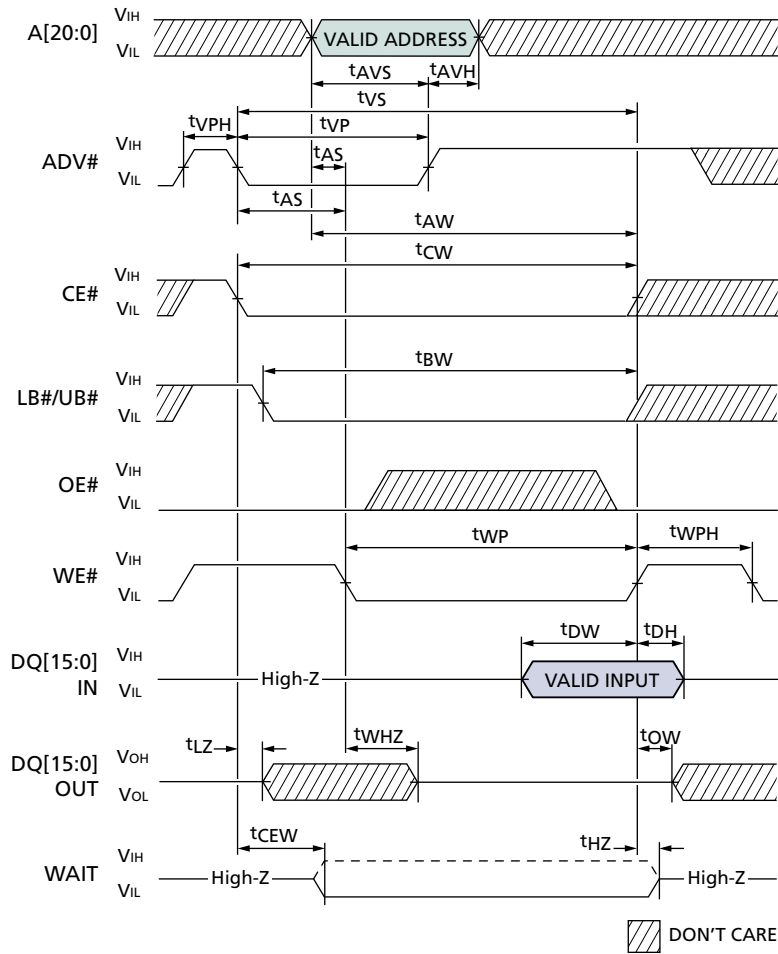 A[20:0] VIH VIL VALID ADDRESS
tAVS tAVH
tVS
tVPH tVP
ADV# VIH VIL tAS
tAS
tAW
tCW
CE# VIH VIL
tBW
LB#/UB# VIH VIL
OE# VIH VIL
tWP tWPH
WE# VIH VIL
tDW tDH
DQ[15:0] IN VIH VIL High-Z VALID INPUT
tLZ tWHZ tOW
DQ[15:0] OUT VOH VOL
tCEW tHZ
WAIT VIH VIL High-Z High-Z
DON'T CARE